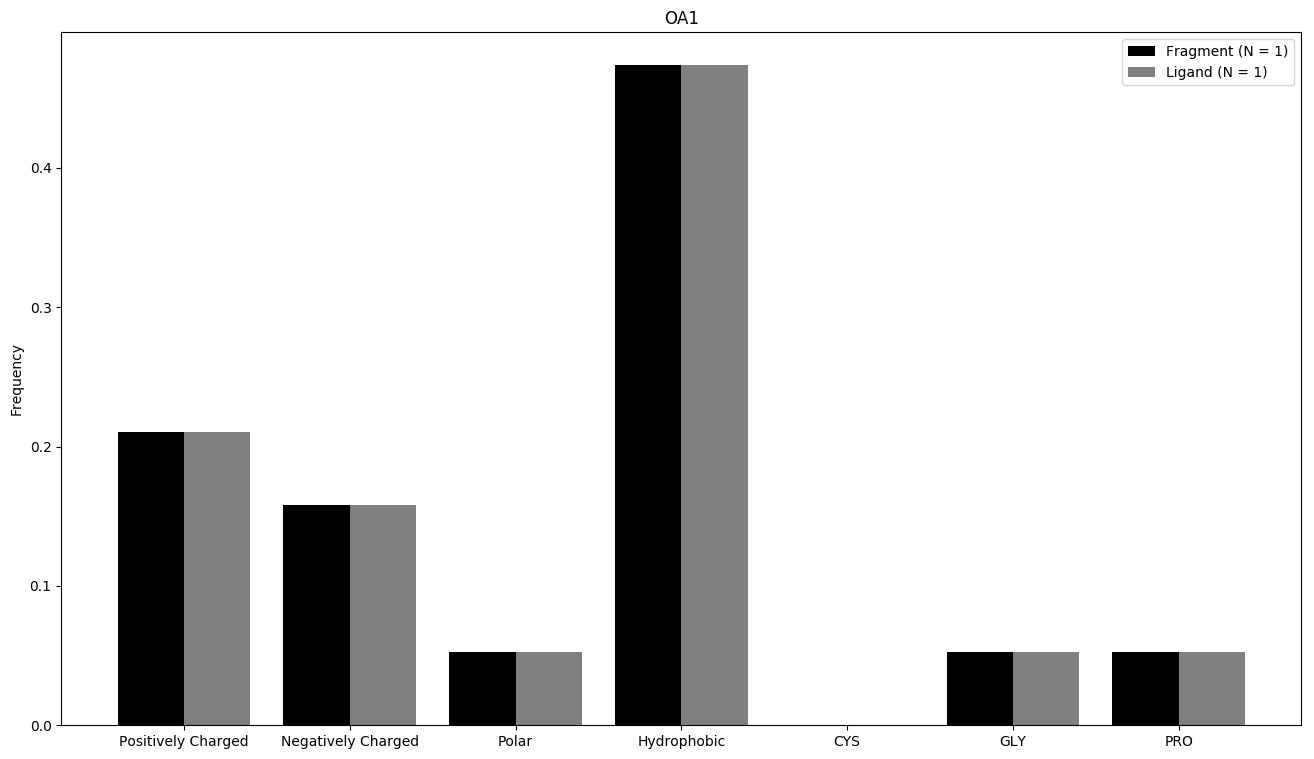 OA1
Fragment (N = 1)
Ligand (N = 1)
Frequency
0.4
0.3
0.2
0.1
0.0
Positively Charged Negatively Charged Polar Hydrophobic CYS GLY PRO